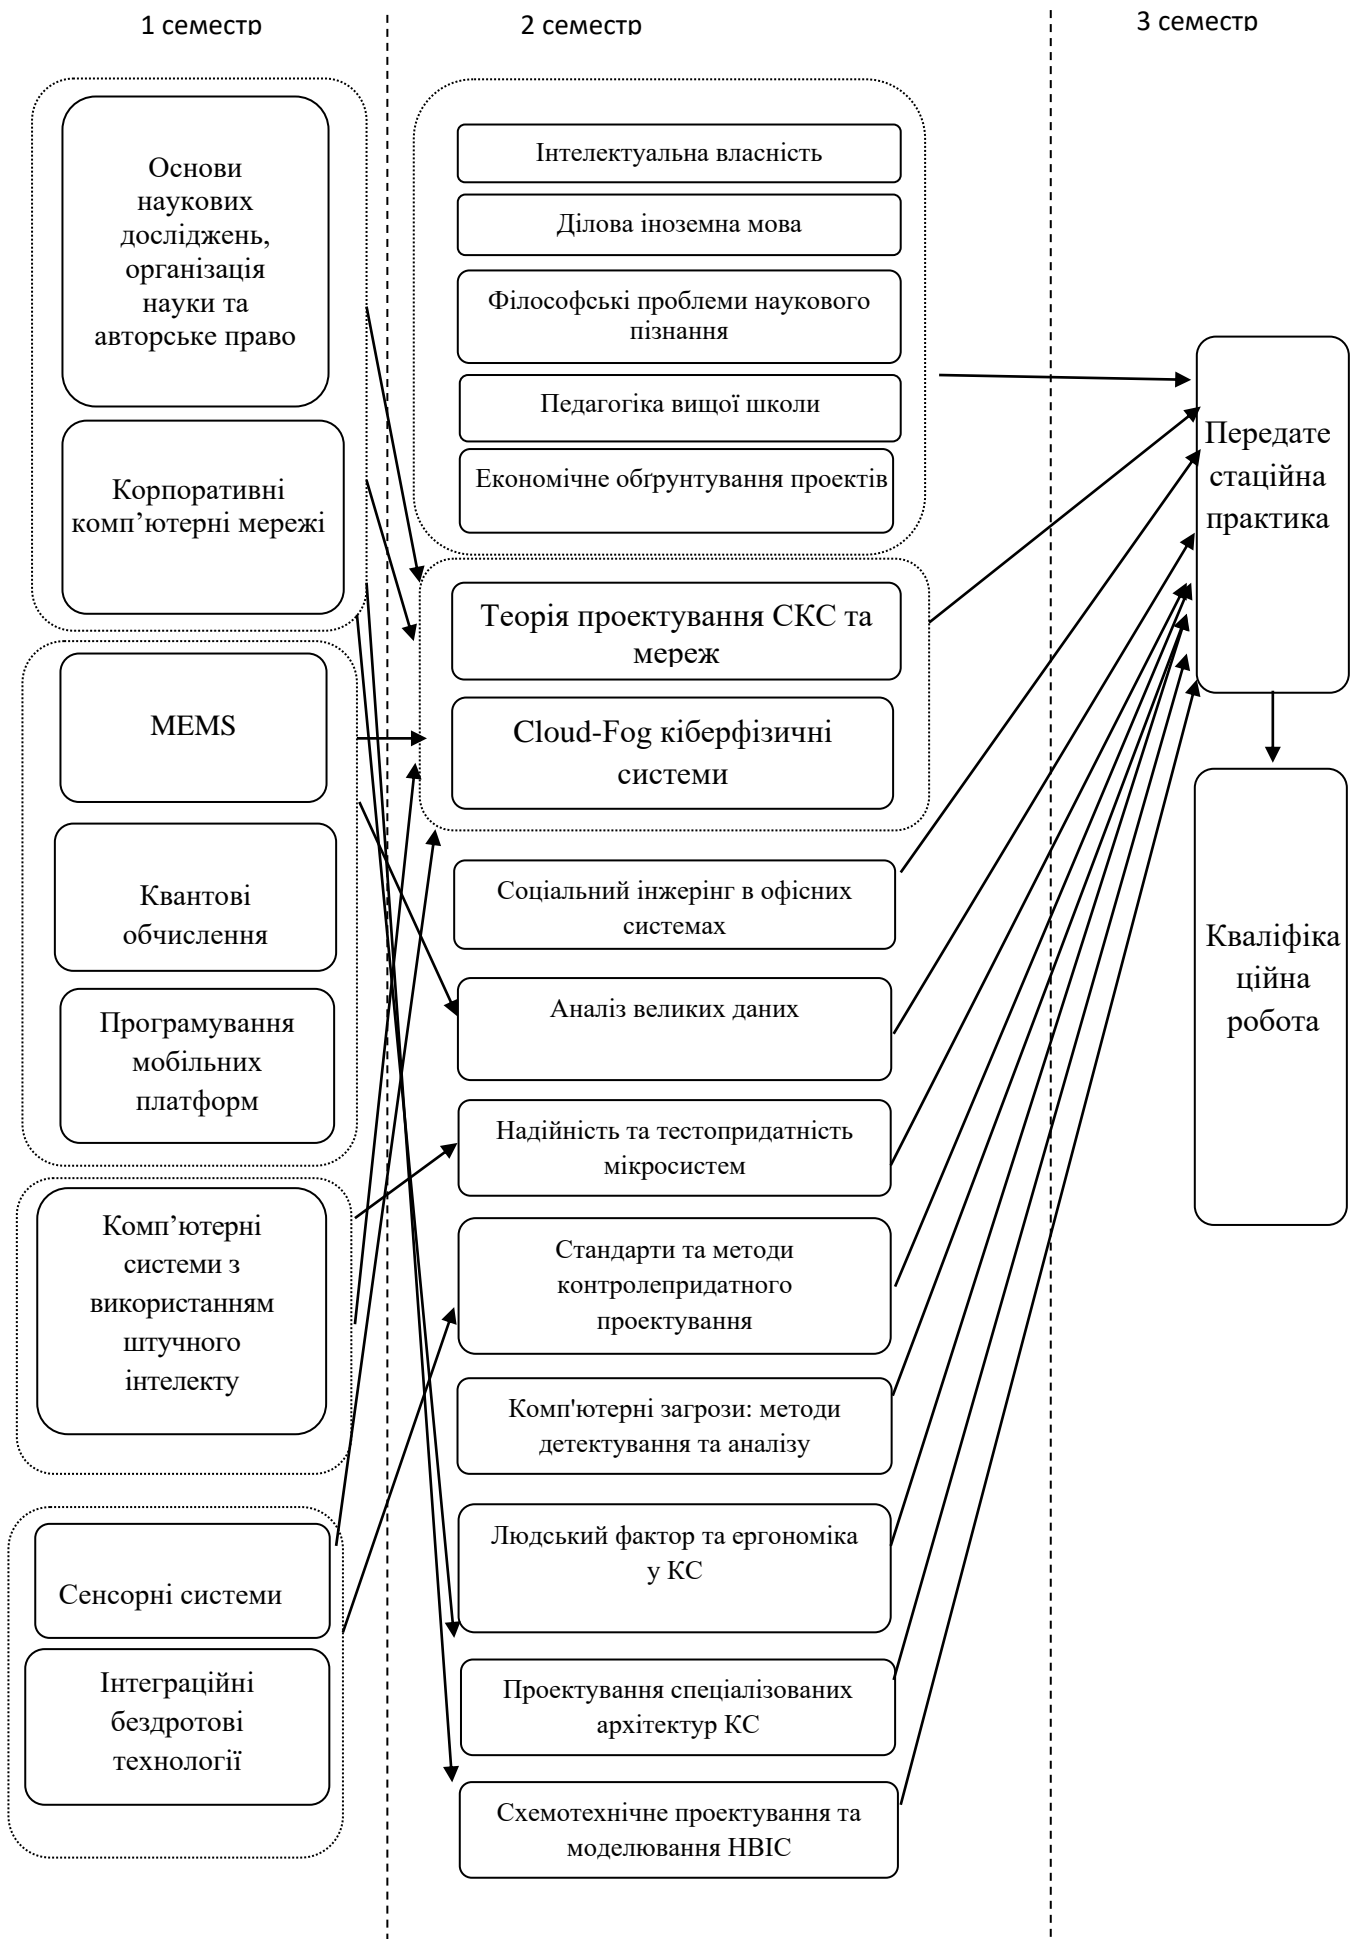 1 семестр
2 семестр
3 семестр
Основи
наукових
досліджень,
організація
науки та
авторське право
Корпоративні
комп’ютерні мережі
MEMS
Квантові
обчислення
Програмування
мобільних
платформ
Комп’ютерні
системи з
використанням
штучного
інтелекту
Сенсорні системи
Інтеграційні
бездротові
технології
Інтелектуальна власність
Ділова іноземна мова
Філософські проблеми наукового
пізнання
Педагогіка вищої школи
Економічне обґрунтування проектів
Теорія проектування СКС та
мереж
Cloud-Fog кіберфізичні
системи
Соціальний інжерінг в офісних
системах
Аналіз великих даних
Надійність та тестопридатність
мікросистем
Стандарти та методи
контролепридатного
проектування
Комп'ютерні загрози: методи
детектування та аналізу
Людський фактор та ергономіка
у КС
Проектування спеціалізованих
архітектур КС
Схемотехнічне проектування та
моделювання НВІС
Передате
стаційна
практика
Кваліфіка
ційна
робота